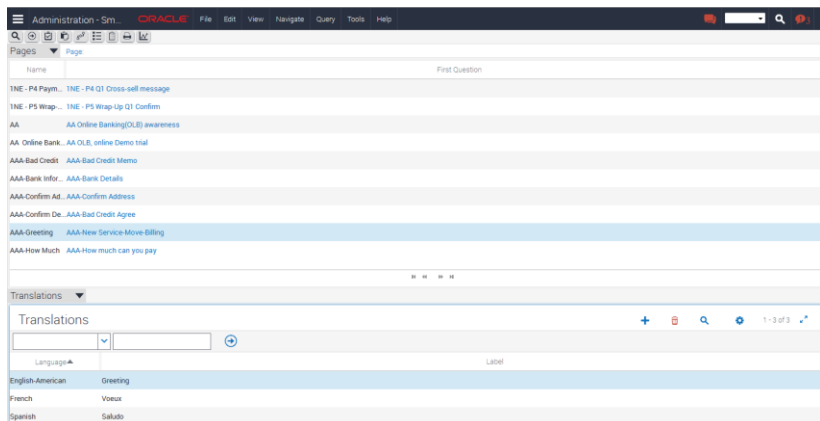 Administration - Sm... ORACLE File Edit View Navigate Query Tools Help
Pages Page
Name First Question
1NE - P4 Paym... 1NE - P4 Q1 Cross-sell message
1NE - P5 Wrap-... 1NE - P5 Wrap-Up Q1 Confirm
AA AA Online Banking(OLB) awareness
AA Online Bank... AA OLB, online Demo trial
AAA-Bad Credit AAA-Bad Credit Memo
AAA-Bank Infor... AAA-Bank Details
AAA-Confirm Ad... AAA-Confirm Address
AAA-Confirm De... AAA-Bad Credit Agree
AAA-Greeting AAA-New Service-Move-Billing
AAA-How Much AAA-How much can you pay
Translations
Translations 1 - 3 of 3
Language Label
English-American Greeting
French Voeux
Spanish Saludo